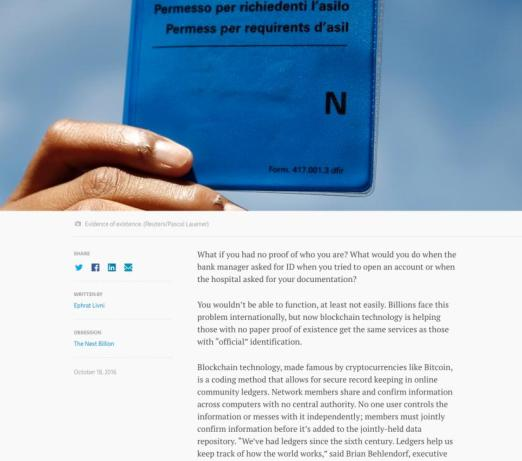 Permesso per richiedenti l'asilo
Permess per requirents d'asil
N
Form. 417.001.3 dfir
Evidence of existence. (Reuters/Pascal Lauener)
SHARE
WRITTEN BY
Ephrat Livni
OBSESSION
The Next Billion
October 18, 2016
What if you had no proof of who you are? What would you do when the
bank manager asked for ID when you tried to open an account or when
the hospital asked for your documentation?
You wouldn't be able to function, at least not easily. Billions face this
problem internationally, but now blockchain technology is helping
those with no paper proof of existence get the same services as those
with “official” identification.
Blockchain technology, made famous by cryptocurrencies like Bitcoin,
is a coding method that allows for secure record keeping in online
community ledgers. Network members share and confirm information
across computers with no central authority. No one user controls the
information or messes with it independently; members must jointly
confirm information before it's added to the jointly-held data
repository. “We've had ledgers since the sixth century. Ledgers help us
keep track of how the world works,” said Brian Behlendorf, executive